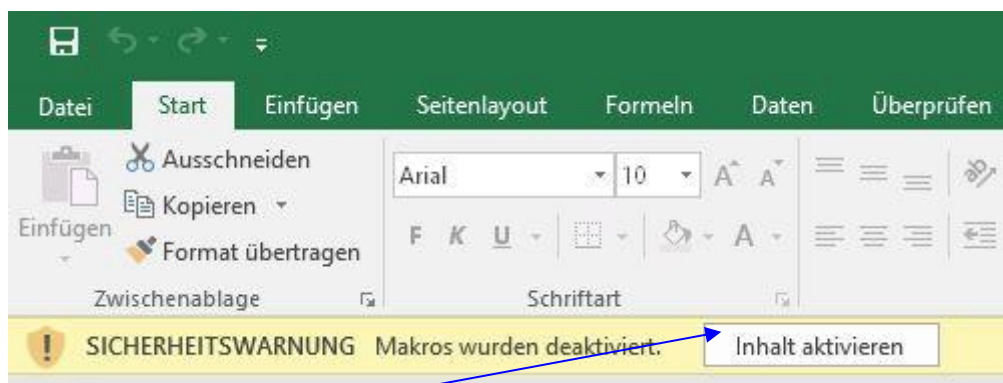 Datei Start Einfügen Seitenlayout Formeln Daten Überprüfen
Ausschneiden
Kopieren
Format übertragen
Einfügen
Arial 10 A A
F K U A
Zwischenablage Schriftart
SICHERHEITSWARNUNG Makros wurden deaktiviert. Inhalt aktivieren